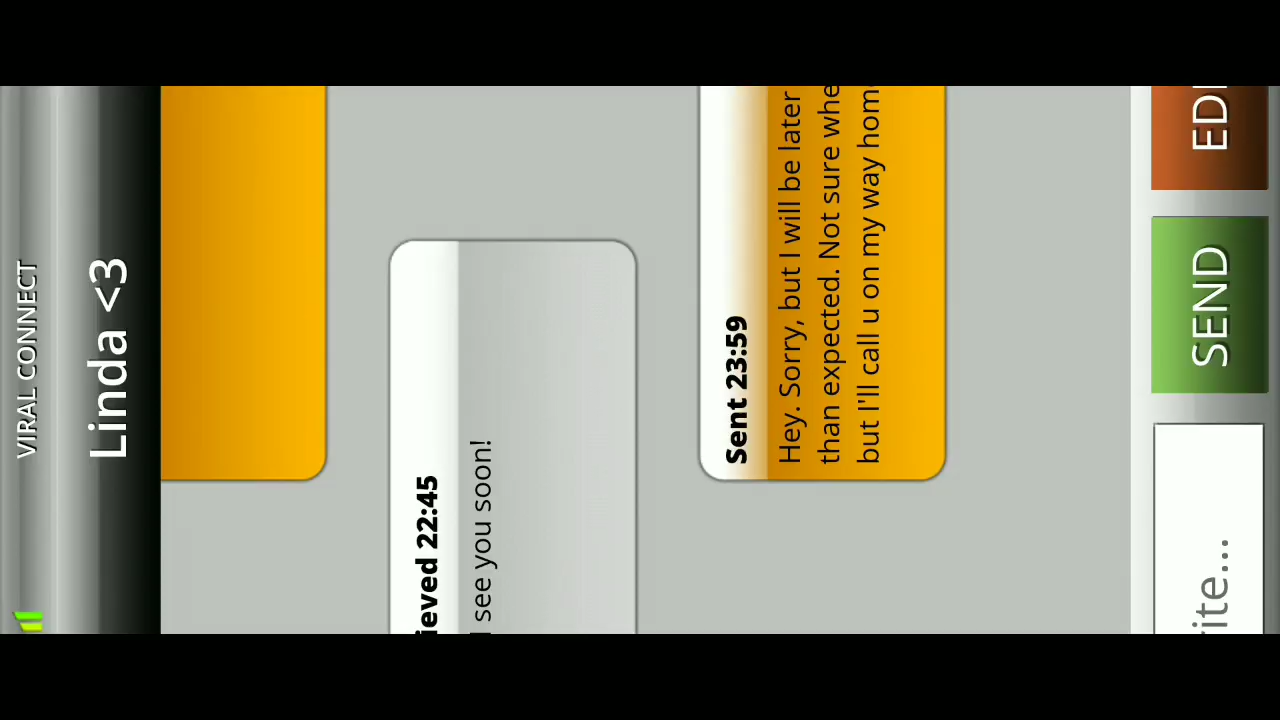 VIRAL CONNECT
Linda <3
ieved 22:45
see you soon!
Sent 23:59
Hey. Sorry, but I will be later
than expected. Not sure whe
but I'll call u on my way hom
ite... SEND ED